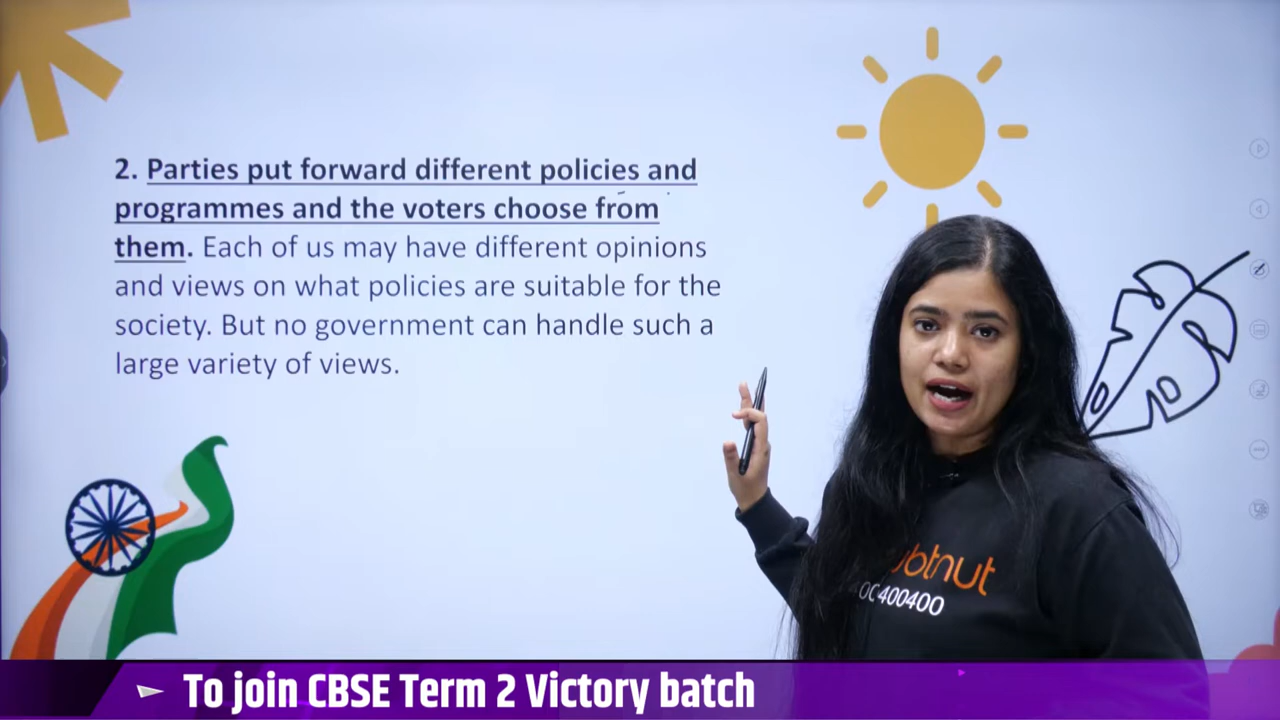 2. Parties put forward different policies and
programmes and the voters choose from
them. Each of us may have different opinions
and views on what policies are suitable for the
society. But no government can handle such a
large variety of views.
ubtnut
400400
To join CBSE Term 2 Victory batch